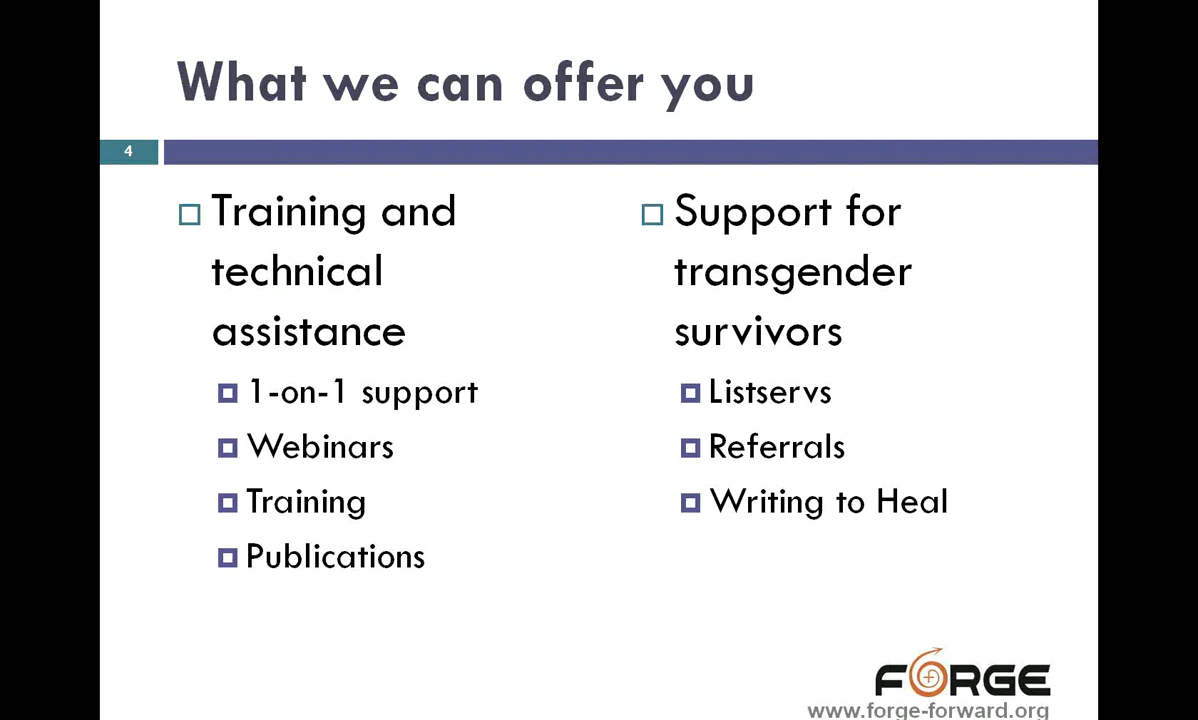 What we can offer you
4
Training and
technical
assistance
1-on-1 support
Webinars
Training
Publications
Support for
transgender
survivors
Listservs
Referrals
Writing to Heal
FORGE
www.forge-forward.org